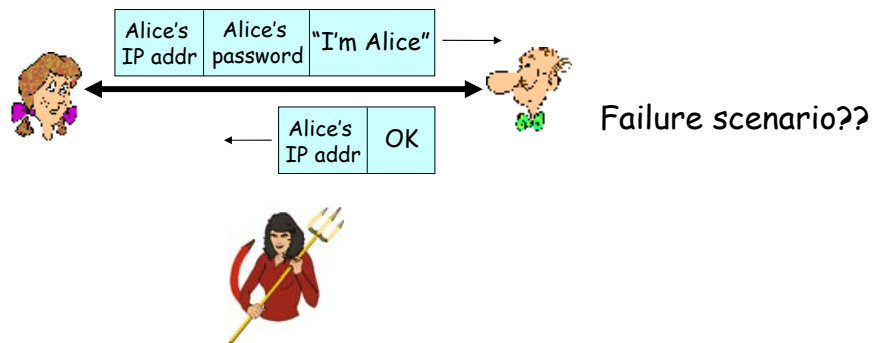 Alice's
IP addr
Alice's
password
"I'm Alice"
Alice's
IP addr
OK
Failure scenario??